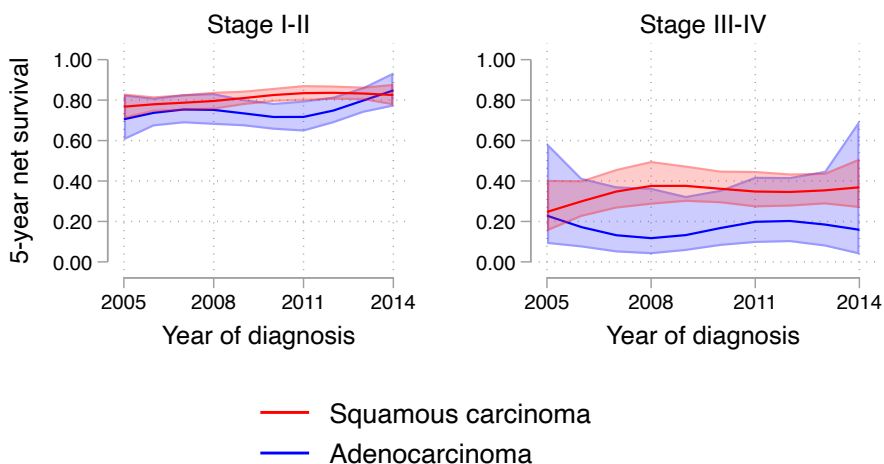 Stage I-II
Stage III-IV
5-year net survival
1.00
0.80
0.60
0.40
0.20
0.00
2005
2008
2011
2014
Year of diagnosis
1.00
0.80
0.60
0.40
0.20
0.00
2005
2008
2011
2014
Year of diagnosis
Squamous carcinoma
Adenocarcinoma